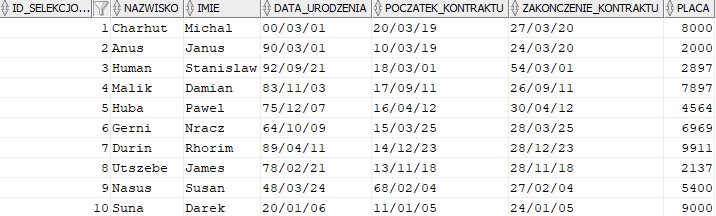 ID_SELEKCJO... NAZWISKO IMIE DATA_URODZENIA POCZATEK_KONTRAKTU ZAKONCZENIE_KONTRAKTU PLACA
1 Charhut Michal 00/03/01 20/03/19 27/03/20 8000
2 Anus Janus 90/03/01 10/03/19 24/03/20 2000
3 Human Stanislaw 92/09/21 18/03/01 54/03/01 2897
4 Malik Damian 83/11/03 17/09/11 26/09/11 7897
5 Huba Pawel 75/12/07 16/04/12 30/04/12 4564
6 Gerni Nracz 64/10/09 15/03/25 28/03/25 6969
7 Durin Rhorim 89/04/11 14/12/23 28/12/23 9911
8 Utszebe James 78/02/21 13/11/18 28/11/18 2137
9 Nasus Susan 48/03/24 68/02/04 27/02/04 5400
10 Suna Darek 20/01/06 11/01/05 24/01/05 9000